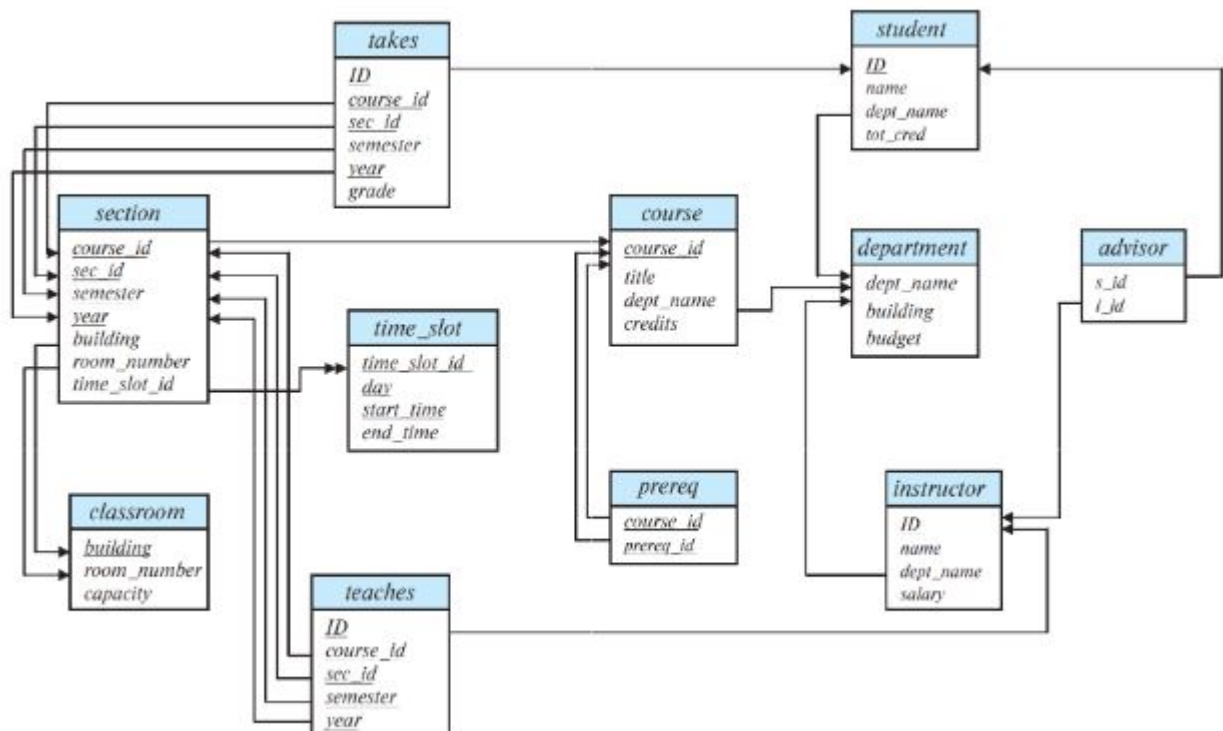 takes
ID
course_id
sec_id
semester
year
grade
student
ID
name
dept_name
tot_cred
section
course_id
sec_id
semester
year
building
room_number
time_slot_id
course
course_id
title
dept_name
credits
department
dept_name
building
budget
advisor
s_id
i_id
time_slot
time_slot_id
day
start_time
end_time
prereq
course_id
prereq_id
instructor
ID
name
dept_name
salary
classroom
building
room_number
capacity
teaches
ID
course_id
sec_id
semester
year